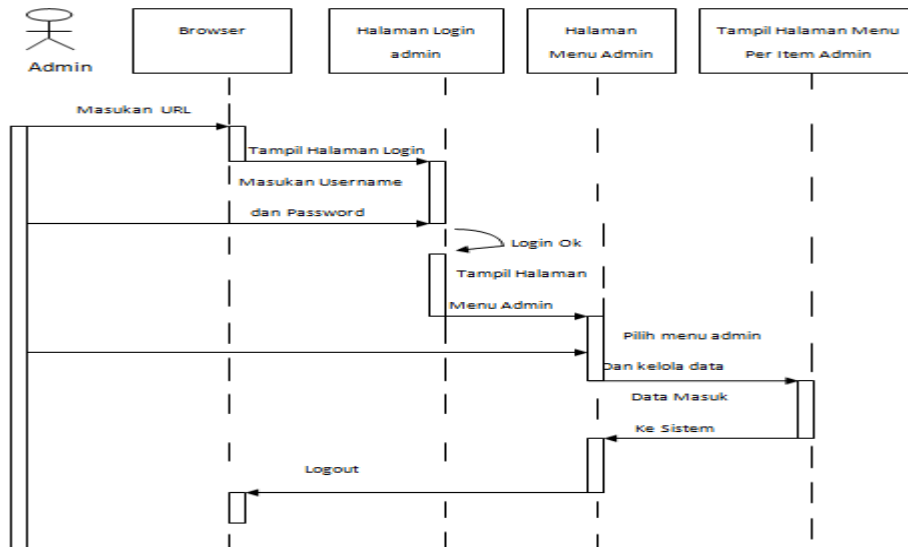 Admin
Browser
Halaman Login
admin
Halaman
Menu Admin
Tampil Halaman Menu
Per Item Admin
Masukan URL
Tampil Halaman Login
Masukan Username
dan Password
Login Ok
Tampil Halaman
Menu Admin
Pilih menu admin
Dan kelola data
Data Masuk
Ke Sistem
Logout